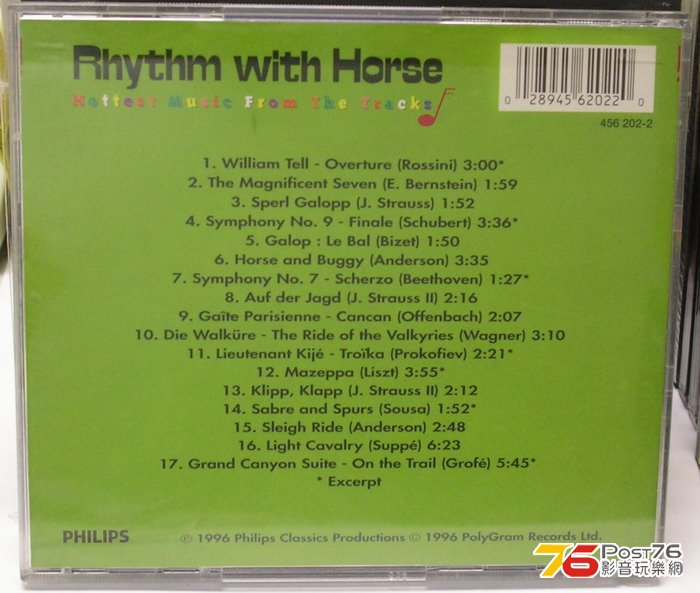 Rhythm with Horse
Hottest Music From The Tracks
0 28945 62022 0
456 202-2
1. William Tell - Overture (Rossini) 3:00*
2. The Magnificent Seven (E. Bernstein) 1:59
3. Sperl Galopp (J. Strauss) 1:52
4. Symphony No. 9 - Finale (Schubert) 3:36*
5. Galop : Le Bal (Bizet) 1:50
6. Horse and Buggy (Anderson) 3:35
7. Symphony No. 7 - Scherzo (Beethoven) 1:27*
8. Auf der Jagd (J. Strauss II) 2:16
9. Gaîte Parisienne - Cancan (Offenbach) 2:07
10. Die Walküre - The Ride of the Valkyries (Wagner) 3:10
11. Lieutenant Kijé - Troïka (Prokofiev) 2:21*
12. Mazeppa (Liszt) 3:55*
13. Klipp, Klapp (J. Strauss II) 2:12
14. Sabre and Spurs (Sousa) 1:52*
15. Sleigh Ride (Anderson) 2:48
16. Light Cavalry (Suppé) 6:23
17. Grand Canyon Suite - On the Trail (Grofé) 5:45*
* Excerpt
PHILIPS
℗ 1996 Philips Classics Productions © 1996 PolyGram Records Ltd.
76 Post76
影音玩樂網